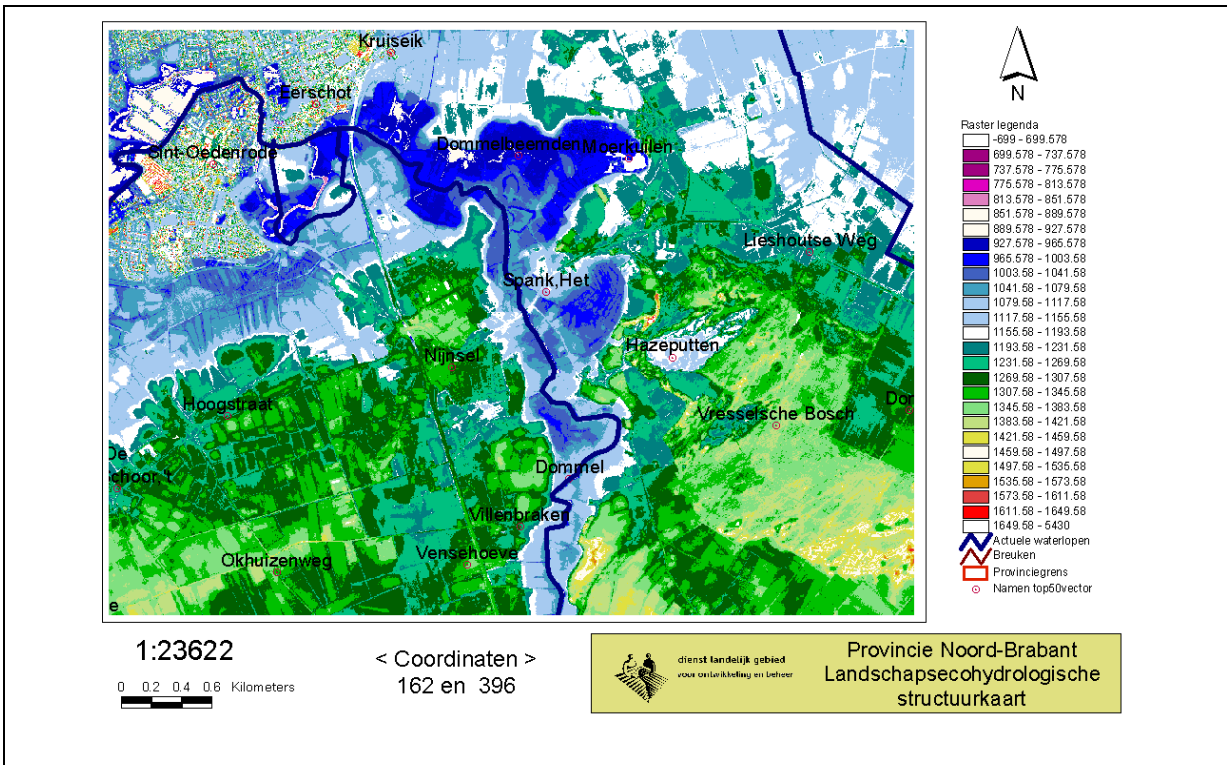 Kruiseik
Eerschot
Sint-Oedenrode
Dommelbeemden
Moerkuilen
Lieshoutse Weg
Spank,Het
Nijnsel
Hazeputten
Hoogstraat
Vresselsche Bosch
Dor
De
choor,'t
Dommel
Villenbraken
Vensehoeve
Okhuizenweg
e
N
Raster legenda
-699 - 699.578
699.578 - 737.578
737.578 - 775.578
775.578 - 813.578
813.578 - 851.578
851.578 - 889.578
889.578 - 927.578
927.578 - 965.578
965.578 - 1003.58
1003.58 - 1041.58
1041.58 - 1079.58
1079.58 - 1117.58
1117.58 - 1155.58
1155.58 - 1193.58
1193.58 - 1231.58
1231.58 - 1269.58
1269.58 - 1307.58
1307.58 - 1345.58
1345.58 - 1383.58
1383.58 - 1421.58
1421.58 - 1459.58
1459.58 - 1497.58
1497.58 - 1535.58
1535.58 - 1573.58
1573.58 - 1611.58
1611.58 - 1649.58
1649.58 - 5430
Actuele waterlopen
Breuken
Provinciegrens
Namen top50vector
1:23622
0 0.2 0.4 0.6 Kilometers
< Coordinaten >
162 en 396
dienst landelijk gebied
voor ontwikkeling en beheer
Provincie Noord-Brabant
Landschapsecohydrologische
structuurkaart